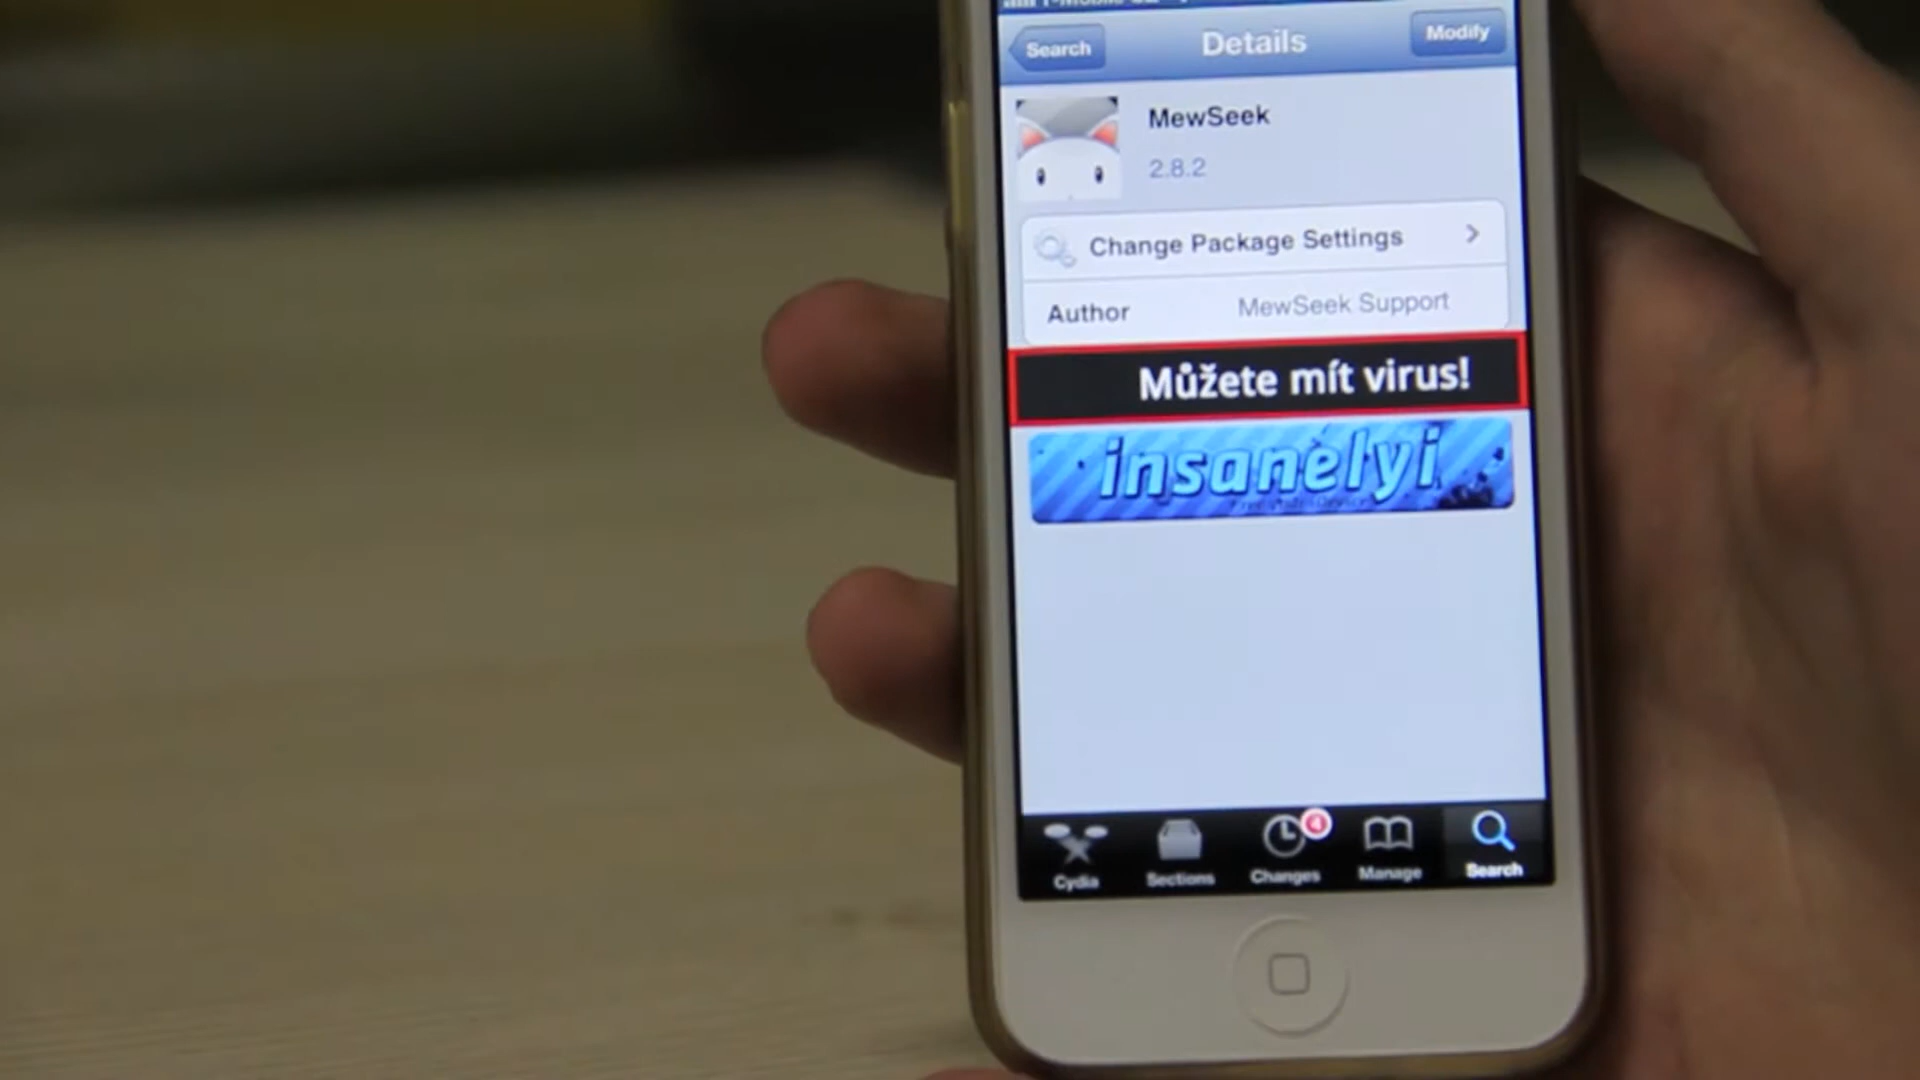 Search
Details
Modify
MewSeek
2.8.2
Change Package Settings
Author
MewSeek Support
Můžete mít virus!
insanelyi
4
Cydia
Sections
Changes
Manage
Search